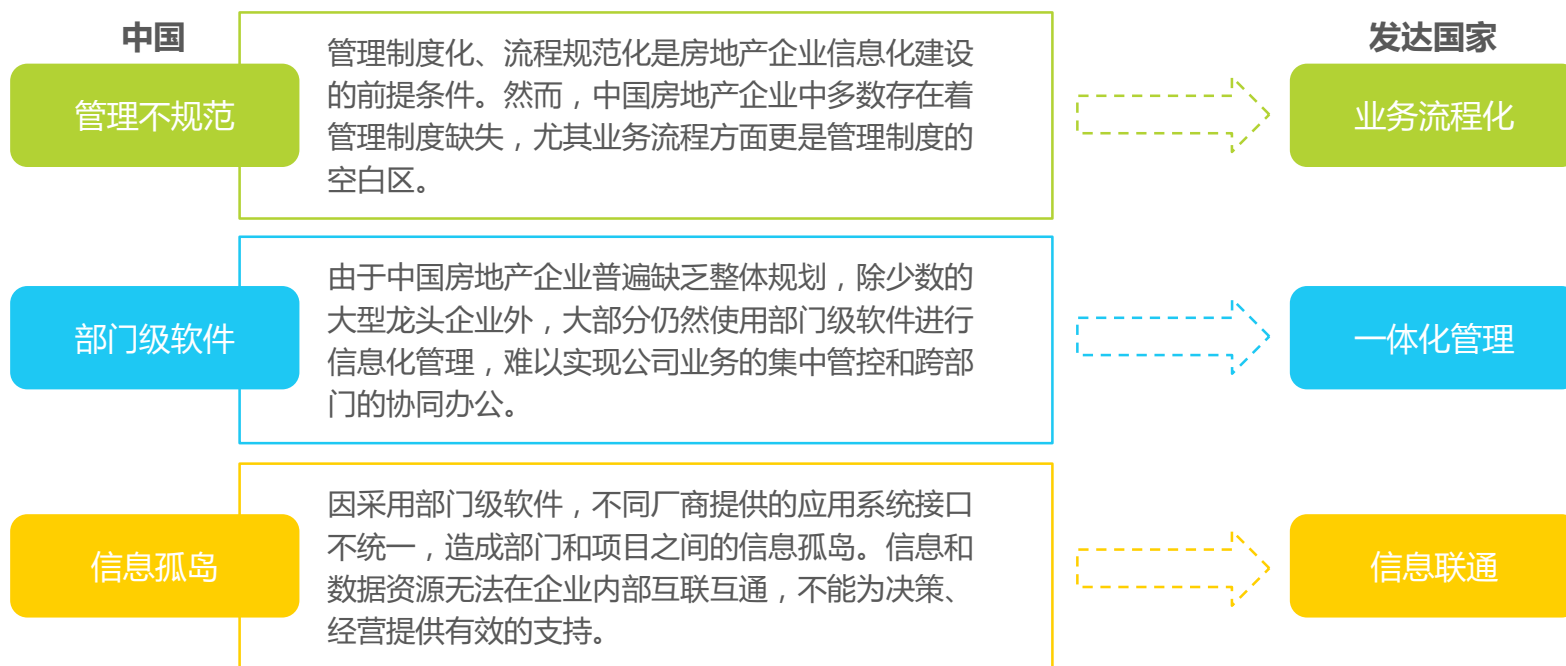 中国
发达国家
管理不规范
管理制度化、流程规范化是房地产企业信息化建设
的前提条件。然而，中国房地产企业中多数存在着
管理制度缺失，尤其业务流程方面更是管理制度的
空白区。
业务流程化
部门级软件
由于中国房地产企业普遍缺乏整体规划，除少数的
大型龙头企业外，大部分仍然使用部门级软件进行
信息化管理，难以实现公司业务的集中管控和跨部
门的协同办公。
一体化管理
信息孤岛
因采用部门级软件，不同厂商提供的应用系统接口
不统一，造成部门和项目之间的信息孤岛。信息和
数据资源无法在企业内部互联互通，不能为决策、
经营提供有效的支持。
信息联通